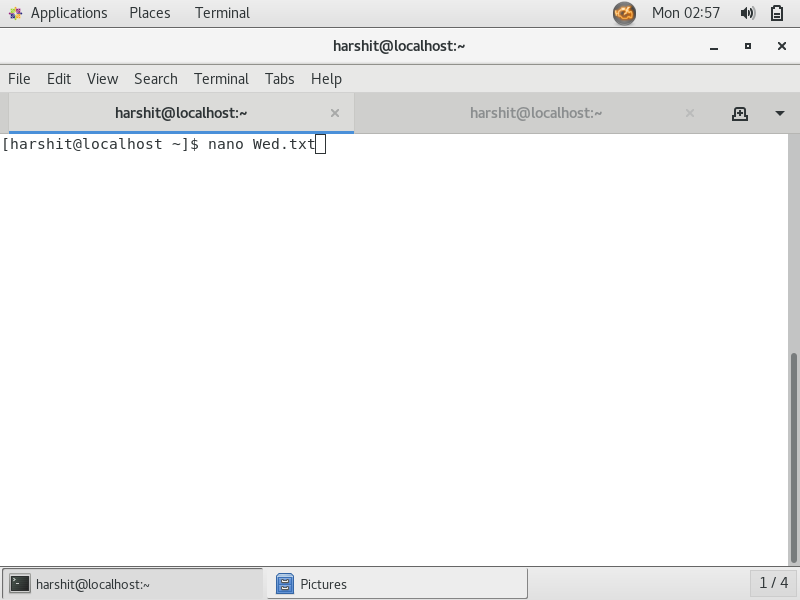 Applications Places Terminal Mon 02:57
harshit@localhost:~
File Edit View Search Terminal Tabs Help
harshit@localhost:~ × harshit@localhost:~ ×
[harshit@localhost ~]$ nano Wed.txt
harshit@localhost:~ Pictures 1 / 4